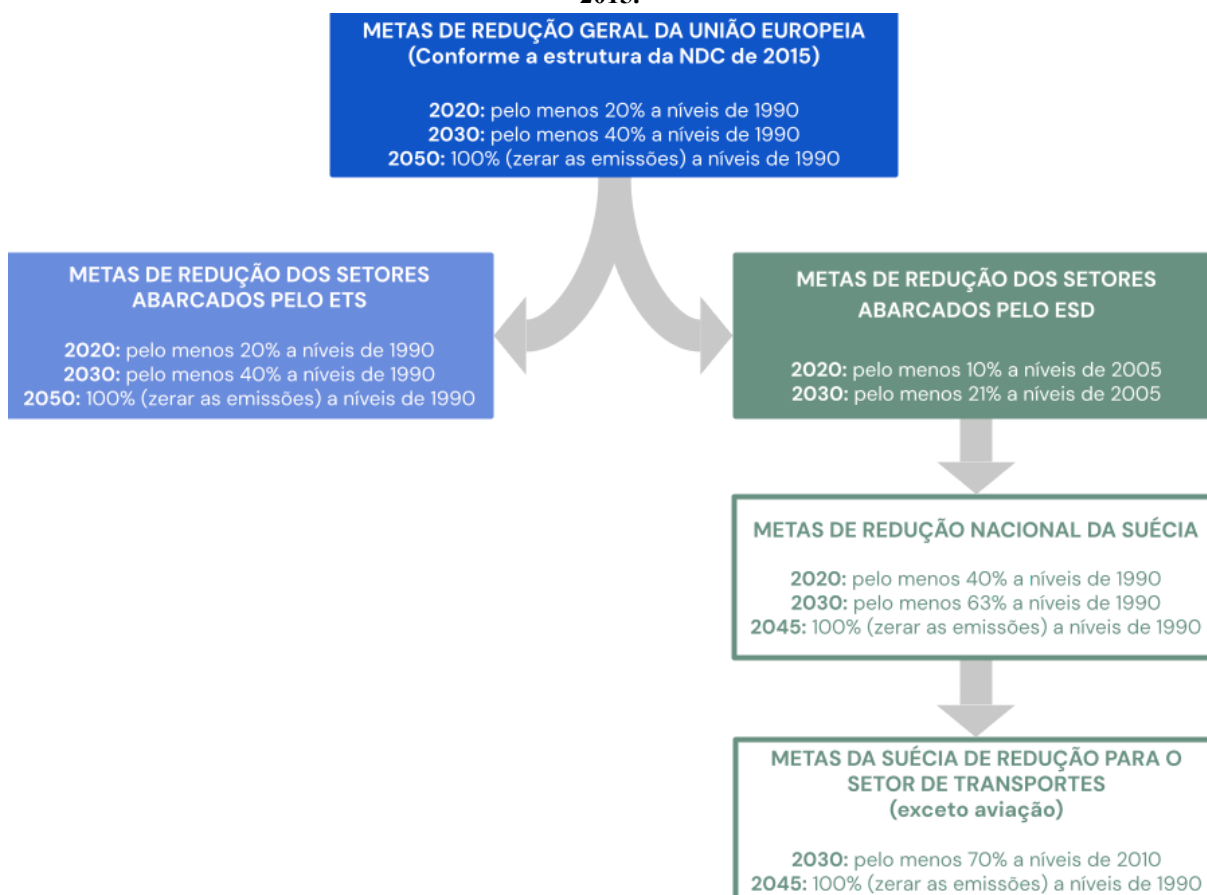 2015.
METAS DE REDUÇÃO GERAL DA UNIÃO EUROPEIA
(Conforme a estrutura da NDC de 2015)
2020: pelo menos 20% a níveis de 1990
2030: pelo menos 40% a níveis de 1990
2050: 100% (zerar as emissões) a níveis de 1990
METAS DE REDUÇÃO DOS SETORES
ABARCADOS PELO ETS
2020: pelo menos 20% a níveis de 1990
2030: pelo menos 40% a níveis de 1990
2050: 100% (zerar as emissões) a níveis de 1990
METAS DE REDUÇÃO DOS SETORES
ABARCADOS PELO ESD
2020: pelo menos 10% a níveis de 2005
2030: pelo menos 21% a níveis de 2005
METAS DE REDUÇÃO NACIONAL DA SUÉCIA
2020: pelo menos 40% a níveis de 1990
2030: pelo menos 63% a níveis de 1990
2045: 100% (zerar as emissões) a níveis de 1990
METAS DA SUÉCIA DE REDUÇÃO PARA O
SETOR DE TRANSPORTES
(exceto aviação)
2030: pelo menos 70% a níveis de 2010
2045: 100% (zerar as emissões) a níveis de 1990